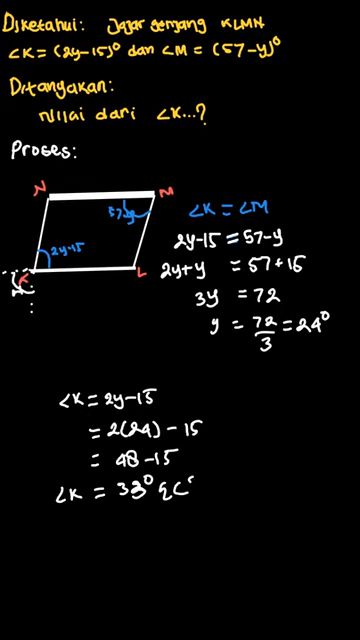 Diketahui: Jajar genjang KLMN
∠K = (2y-15)° dan ∠M = (57-y)°
Ditanyakan:
Nilai dari ∠K...?
Proses:
N
M
57-y
2y-15
K
L
∠K = ∠M
2y-15 = 57-y
2y+y = 57+15
3y = 72
y = 72/3 = 24°
∠K = 2y-15
= 2(24) - 15
= 48-15
∠K = 33°